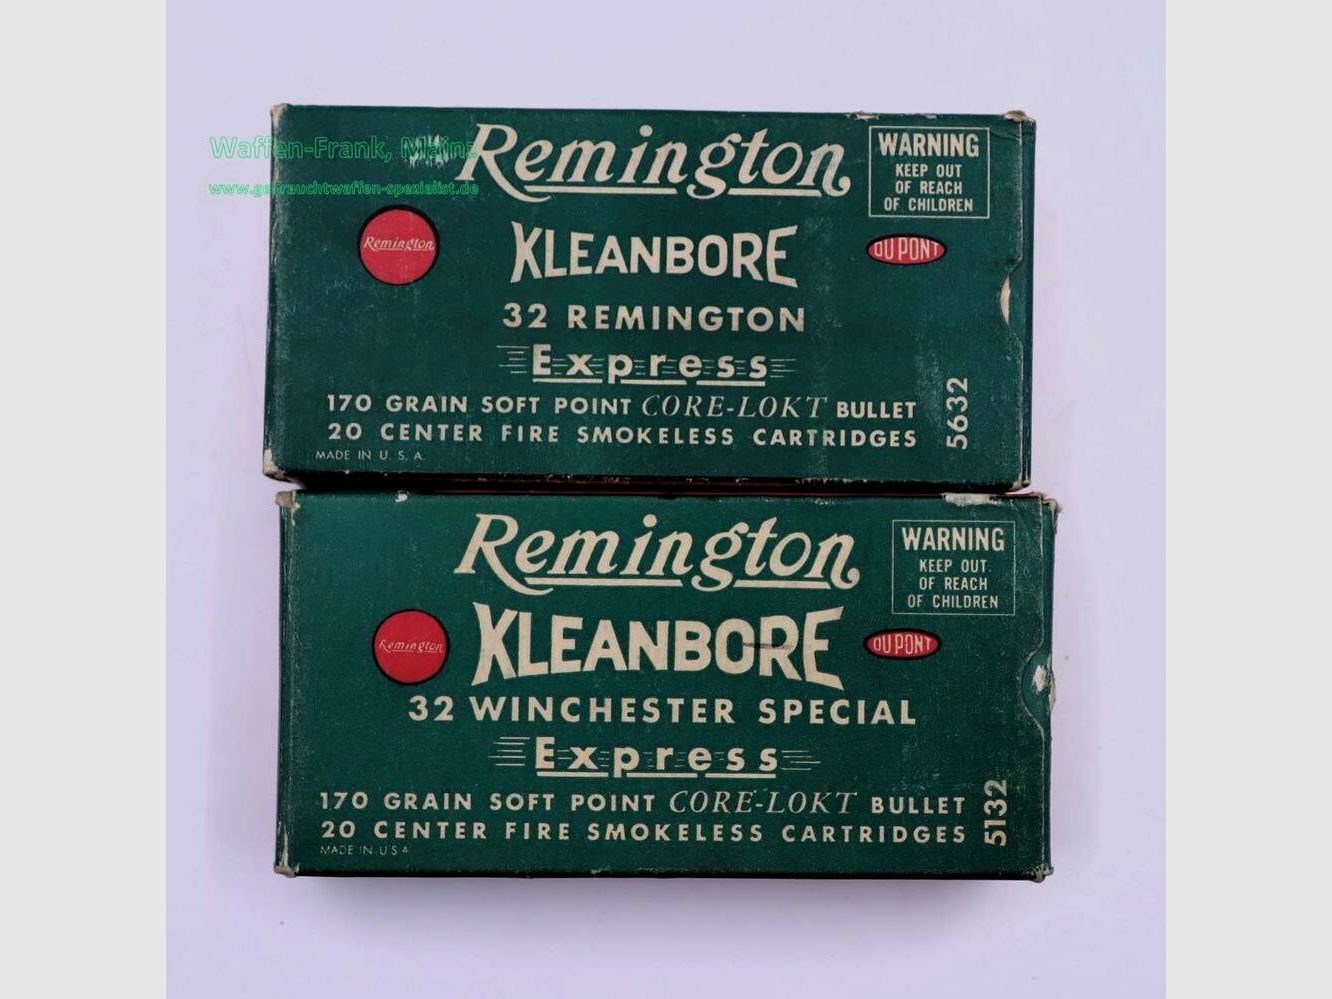 Waffen-Frank, Mainz
www.gebrauchtwaffen-spezialist.de
Remington
WARNING
KEEP OUT
OF REACH
OF CHILDREN
Remington
KLEANBORE
DU PONT
32 REMINGTON
Express
170 GRAIN SOFT POINT CORE-LOKT BULLET
20 CENTER FIRE SMOKELESS CARTRIDGES
MADE IN U. S. A.
5632
Remington
WARNING
KEEP OUT
OF REACH
OF CHILDREN
Remington
KLEANBORE
DU PONT
32 WINCHESTER SPECIAL
Express
170 GRAIN SOFT POINT CORE-LOKT BULLET
20 CENTER FIRE SMOKELESS CARTRIDGES
MADE IN U S A
5132